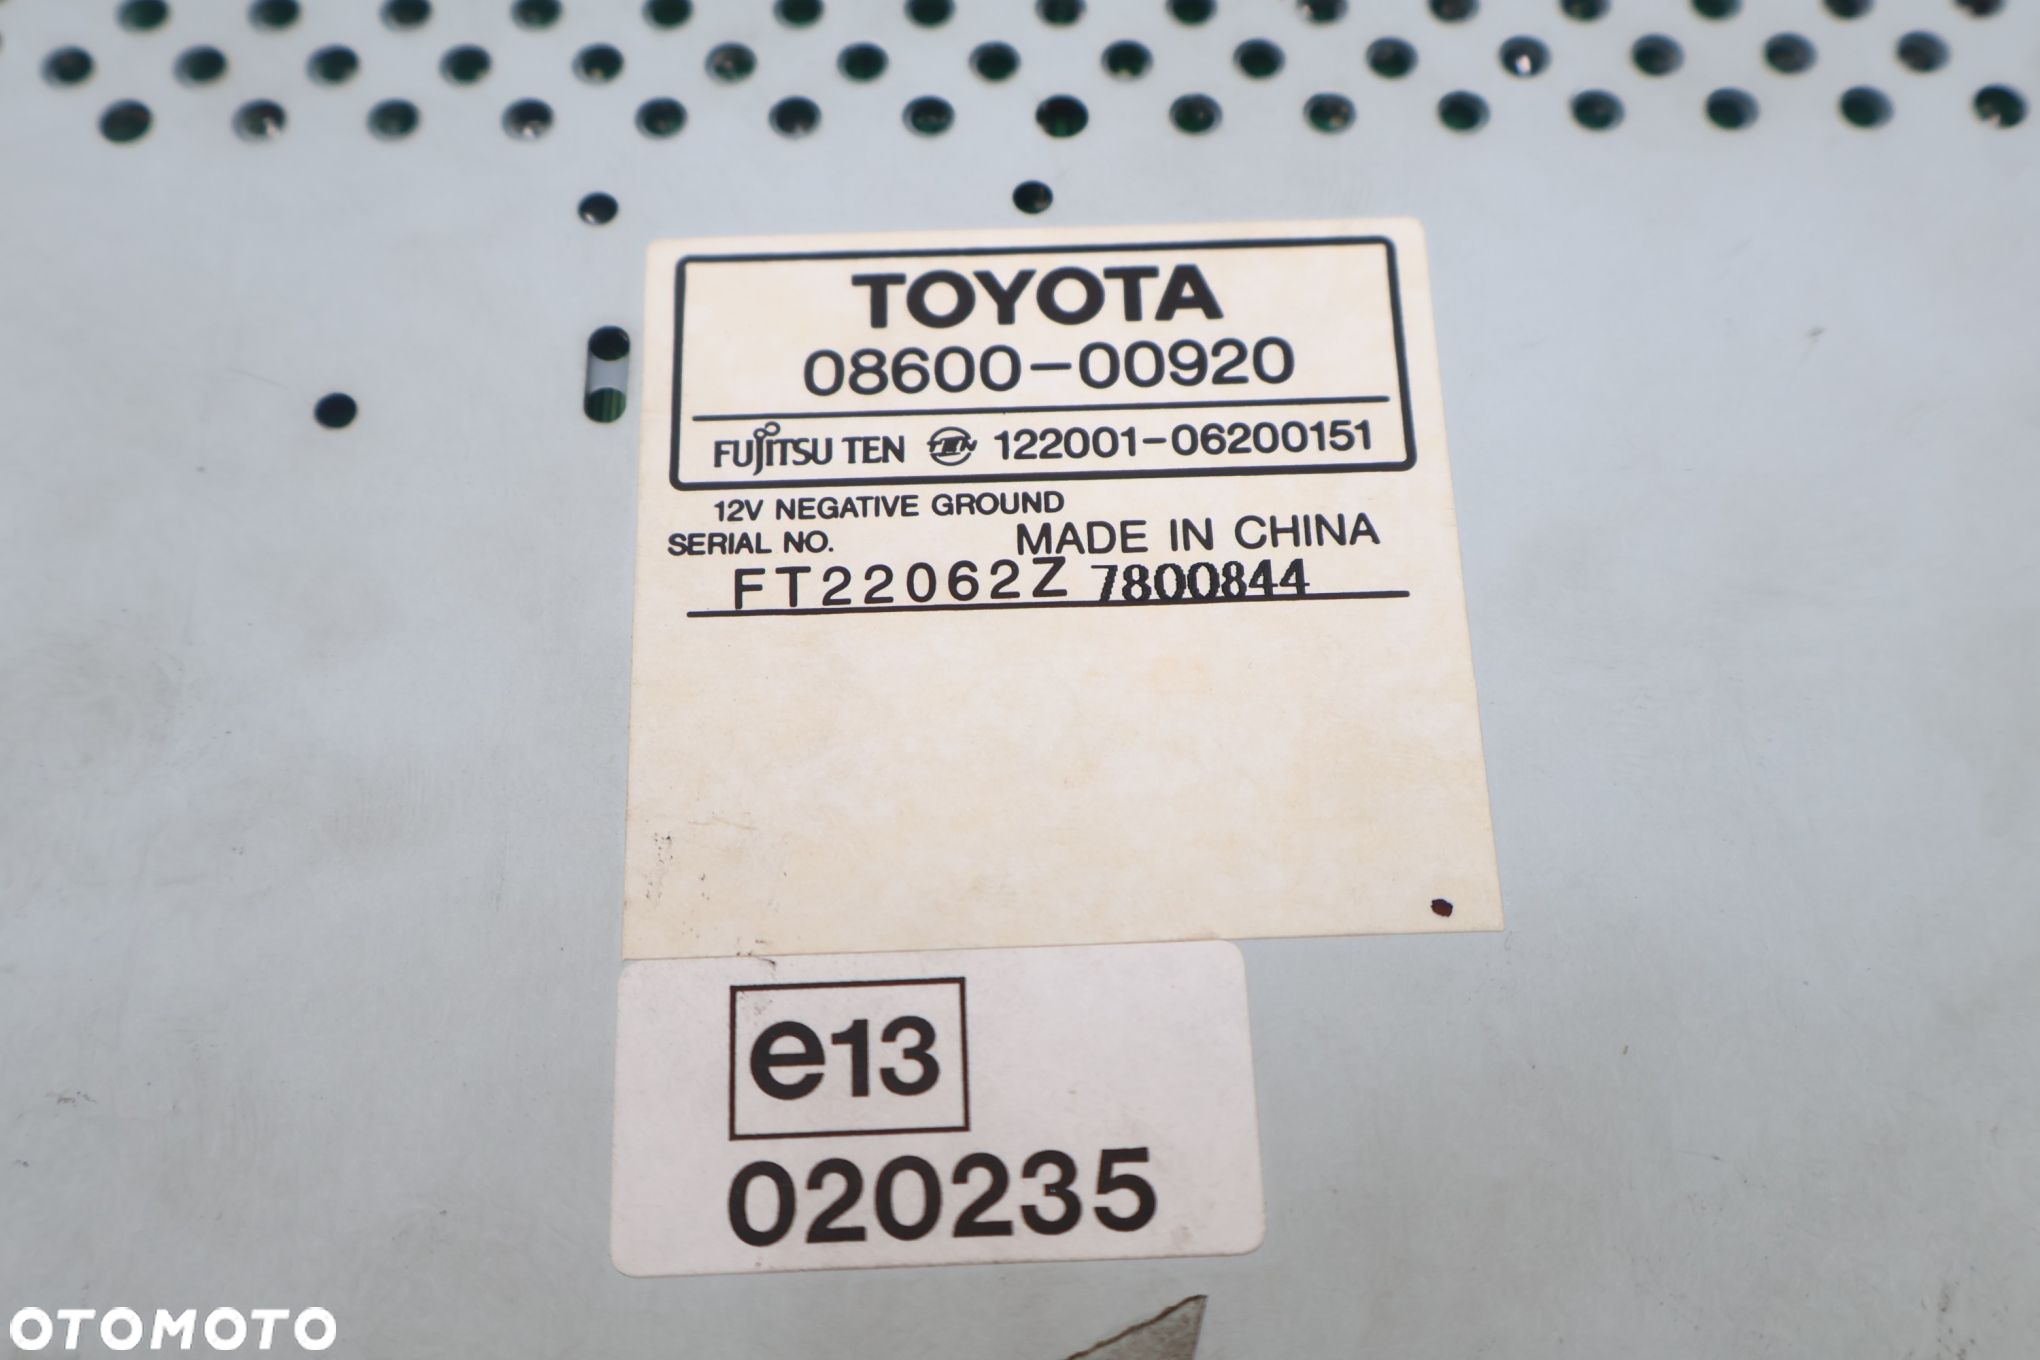 TOYOTA
08600-00920
FUJITSU TEN TEN 122001-06200151
12V NEGATIVE GROUND
SERIAL NO. MADE IN CHINA
FT22062Z 7800844
e13
020235
OTOMOTO